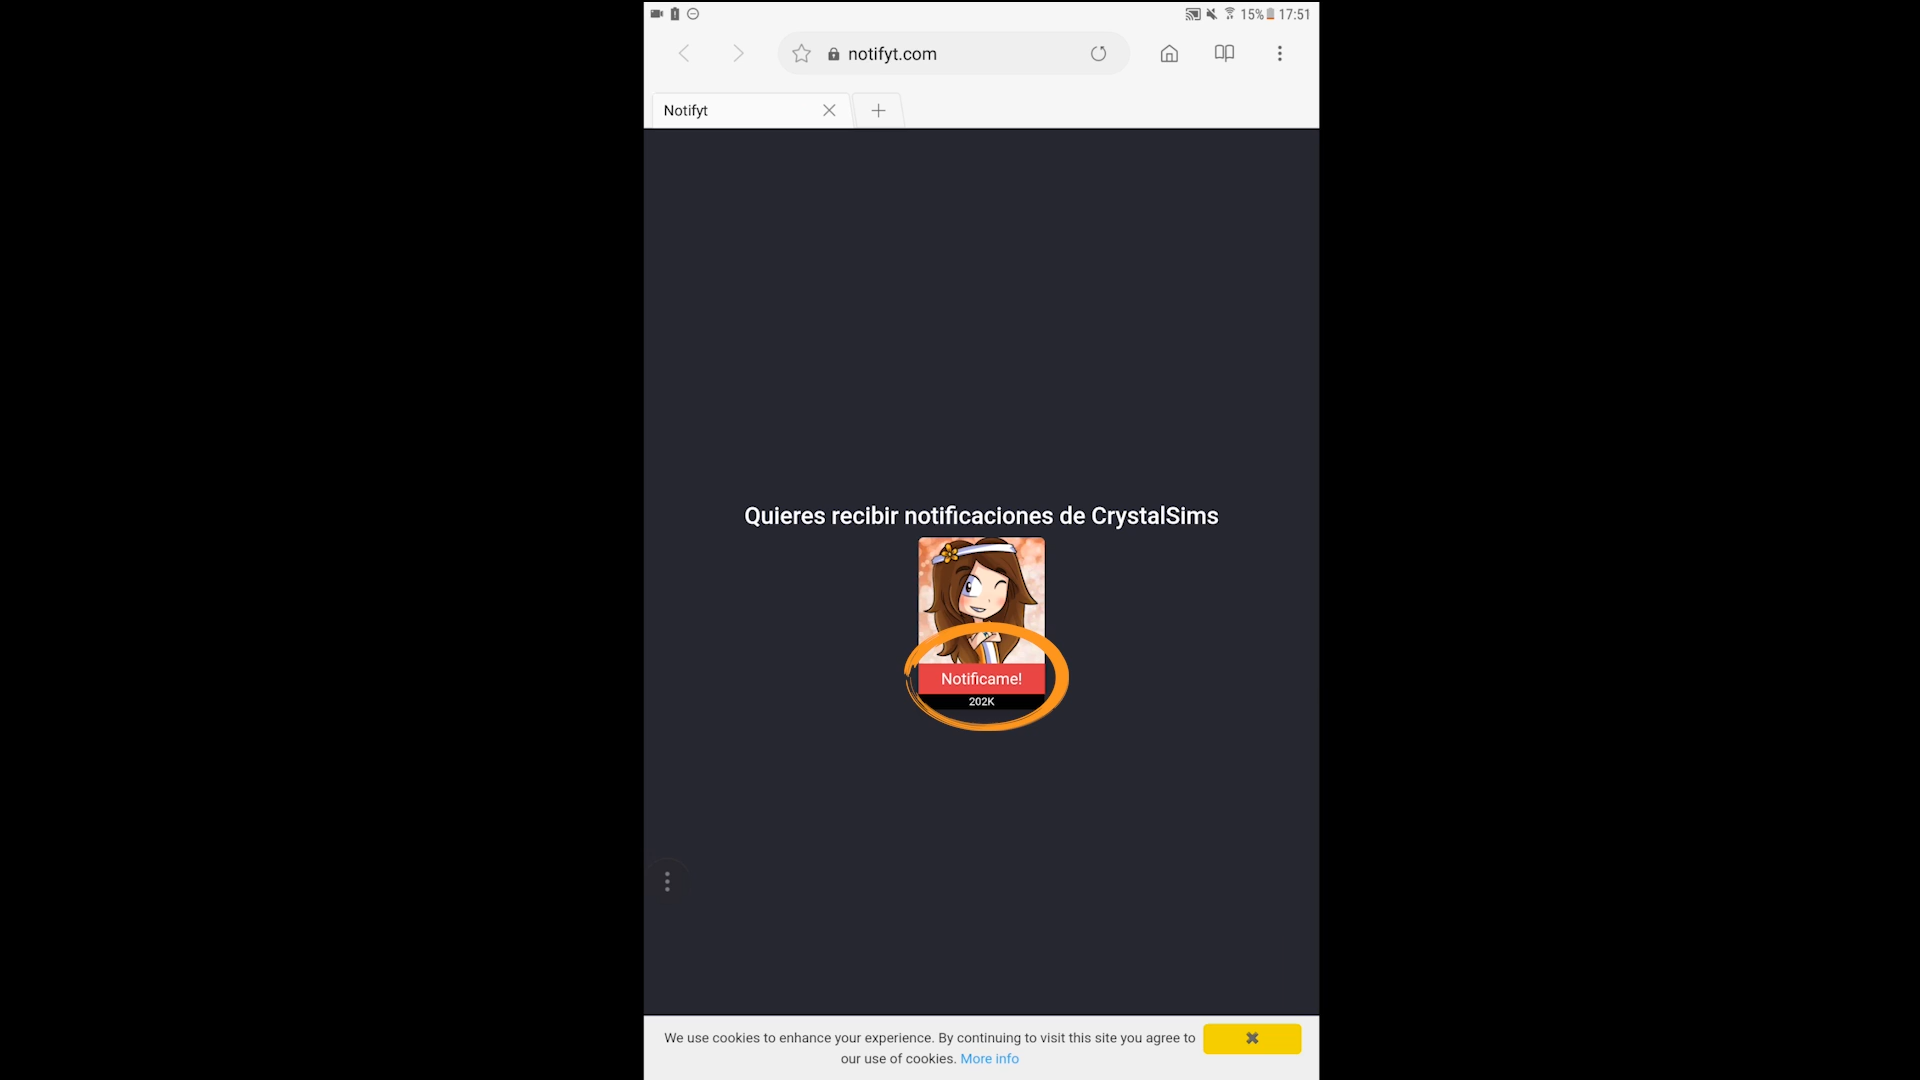 15% 17:51
notifyt.com
Notifyt
Quieres recibir notificaciones de CrystalSims
Notificame!
202K
We use cookies to enhance your experience. By continuing to visit this site you agree to
our use of cookies. More info